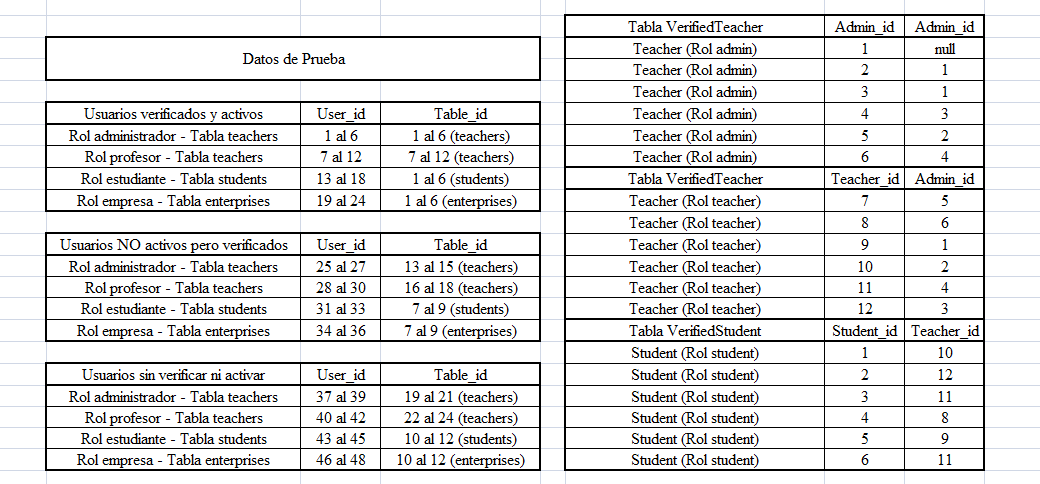 Datos de Prueba
Usuarios verificados y activos User_id Table_id
Rol administrador - Tabla teachers 1 al 6 1 al 6 (teachers)
Rol profesor - Tabla teachers 7 al 12 7 al 12 (teachers)
Rol estudiante - Tabla students 13 al 18 1 al 6 (students)
Rol empresa - Tabla enterprises 19 al 24 1 al 6 (enterprises)
Usuarios NO activos pero verificados User_id Table_id
Rol administrador - Tabla teachers 25 al 27 13 al 15 (teachers)
Rol profesor - Tabla teachers 28 al 30 16 al 18 (teachers)
Rol estudiante - Tabla students 31 al 33 7 al 9 (students)
Rol empresa - Tabla enterprises 34 al 36 7 al 9 (enterprises)
Usuarios sin verificar ni activar User_id Table_id
Rol administrador - Tabla teachers 37 al 39 19 al 21 (teachers)
Rol profesor - Tabla teachers 40 al 42 22 al 24 (teachers)
Rol estudiante - Tabla students 43 al 45 10 al 12 (students)
Rol empresa - Tabla enterprises 46 al 48 10 al 12 (enterprises)
Tabla VerifiedTeacher Admin_id Admin_id
Teacher (Rol admin) 1 null
Teacher (Rol admin) 2 1
Teacher (Rol admin) 3 1
Teacher (Rol admin) 4 3
Teacher (Rol admin) 5 2
Teacher (Rol admin) 6 4
Tabla VerifiedTeacher Teacher_id Admin_id
Teacher (Rol teacher) 7 5
Teacher (Rol teacher) 8 6
Teacher (Rol teacher) 9 1
Teacher (Rol teacher) 10 2
Teacher (Rol teacher) 11 4
Teacher (Rol teacher) 12 3
Tabla VerifiedStudent Student_id Teacher_id
Student (Rol student) 1 10
Student (Rol student) 2 12
Student (Rol student) 3 11
Student (Rol student) 4 8
Student (Rol student) 5 9
Student (Rol student) 6 11